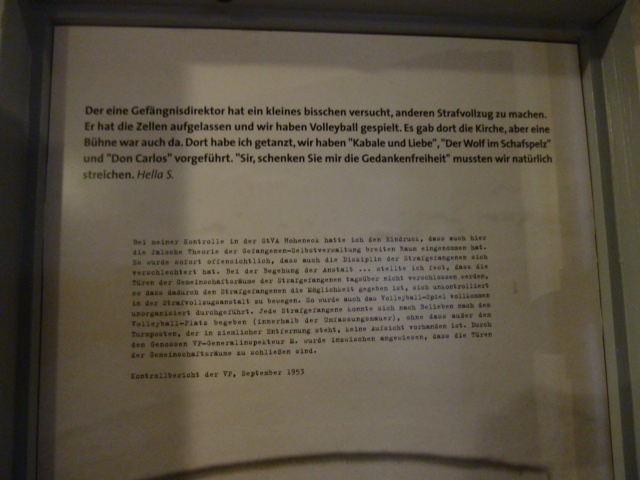 Der eine Gefängnisdirektor hat ein kleines bisschen versucht, anderen Strafvollzug zu machen.
Er hat die Zellen aufgelassen und wir haben Volleyball gespielt. Es gab dort die Kirche, aber eine
Bühne war auch da. Dort habe ich getanzt, wir haben "Kabale und Liebe", "Der Wolf im Schafspelz"
und "Don Carlos" vorgeführt. "Sir, schenken Sie mir die Gedankenfreiheit" mussten wir natürlich
streichen. Hella S.
Bei meiner Kontrolle in der StVA Hoheneck hatte ich den Eindruck, dass auch hier
die falsche Theorie der Gefangenen-Selbstverwaltung breiten Raum eingenommen hat.
Es wurde sofort offensichtlich, dass auch die Disziplin der Strafgefangenen sich
verschlechtert hat. Bei der Begehung der Anstalt ... stellte ich fest, dass die
Türen der Gemeinschaftsräume der Strafgefangenen tagsüber nicht verschlossen werden,
so dass dadurch den Strafgefangenen die Möglichkeit gegeben ist, sich unkontrolliert
in der Strafvollzugsanstalt zu bewegen. So wurde auch das Volleyball-Spiel vollkommen
unorganisiert durchgeführt. Jede Strafgefangene konnte sich nach Belieben nach dem
Volleyball-Platz begeben (innerhalb der Umfassungsmauer), ohne dass außer dem
Turmposten, der in ziemlicher Entfernung steht, keine Aufsicht vorhanden ist. Durch
den Genossen VP-Generalinspekteur M. wurde inzwischen angewiesen, dass die Türen
der Gemeinschaftsräume zu schließen sind.
Kontrollbericht der VP, September 1953